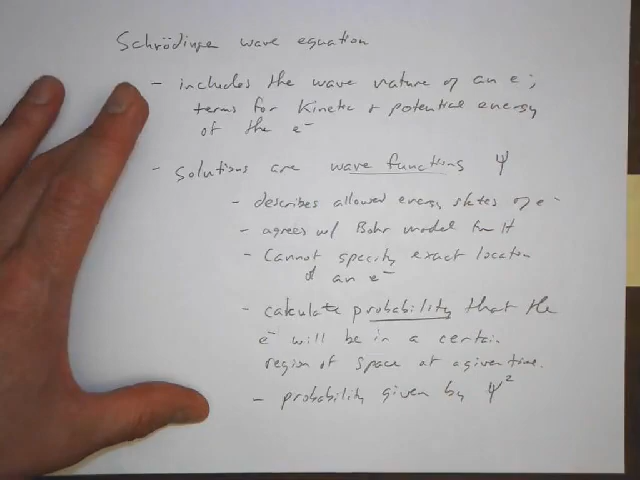 Schrödinger wave equation
- includes the wave nature of an e⁻;
terms for Kinetic + potential energy
of the e⁻
- Solutions are wave functions ψ
- describes allowed energy states of e⁻
- agrees w/ Bohr model for H
- Cannot specify exact location
of an e⁻
- calculate probability that the
e⁻ will be in a certain
region of space at a given time.
- probability given by ψ²